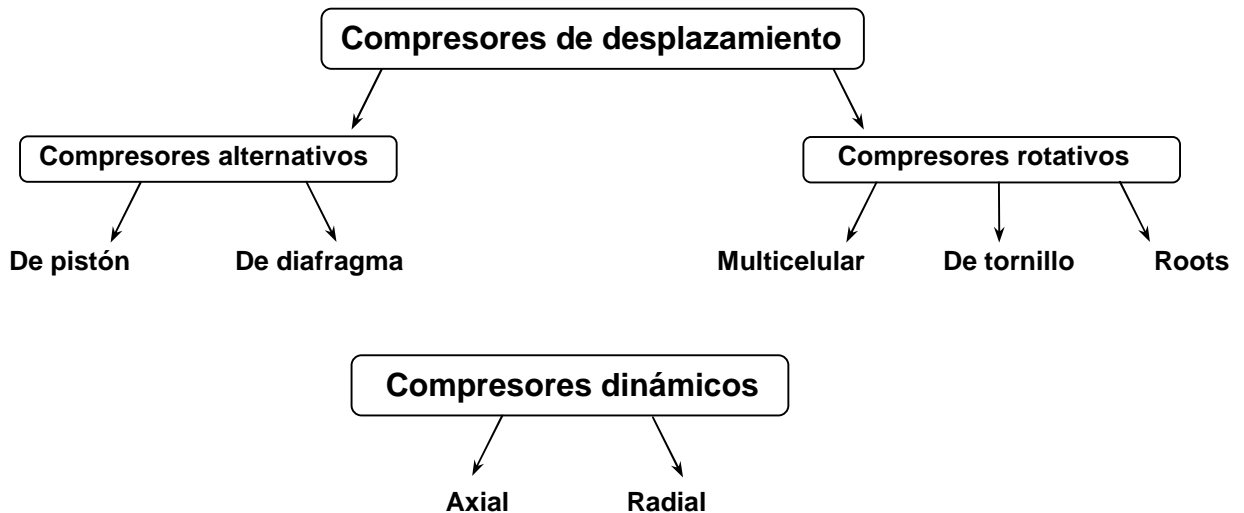 Compresores de desplazamiento
Compresores alternativos
Compresores rotativos
De pistón
De diafragma
Multicelular
De tornillo
Roots
Compresores dinámicos
Axial
Radial